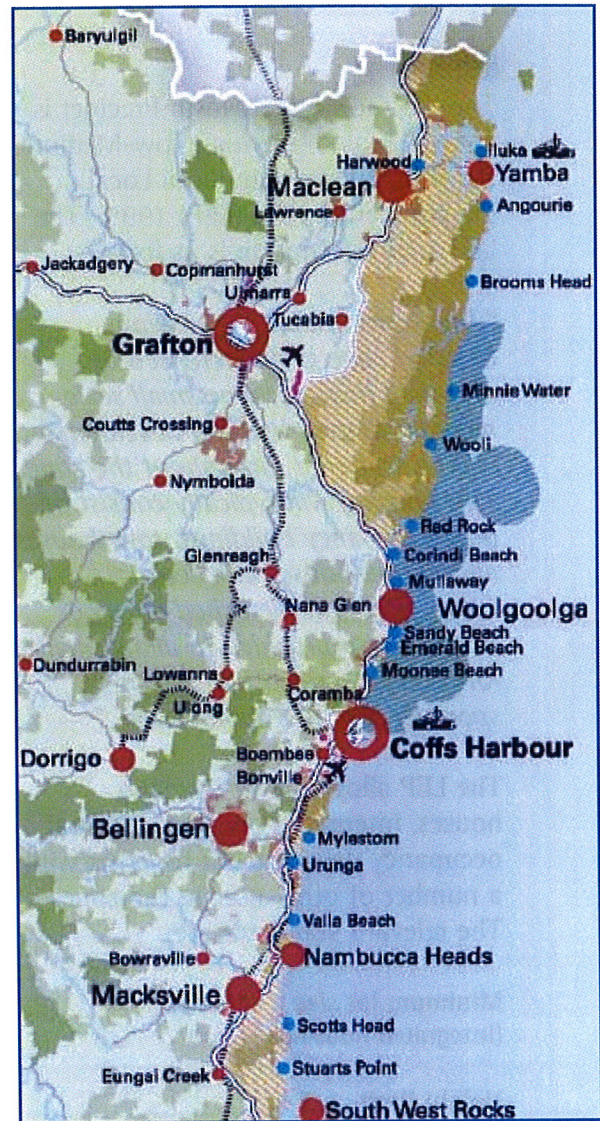 Baryulgil
Iluka
Harwood
Yamba
Maclean
Lawrence
Angourie
Jackadgery
Copmanhurst
Brooms Head
Ulmarra
Tucabia
Grafton
Minnie Water
Coutts Crossing
Wooli
Nymboida
Red Rock
Glenreagh
Corindi Beach
Mullaway
Nana Glen
Woolgoolga
Sandy Beach
Emerald Beach
Dundurrabin
Lowanna
Moonee Beach
Ulong
Coramba
Dorrigo
Boambee
Coffs Harbour
Bonville
Bellingen
Mylestom
Urunga
Valla Beach
Bowraville
Nambucca Heads
Macksville
Scotts Head
Eungai Creek
Stuarts Point
South West Rocks